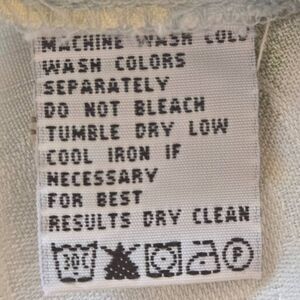 MACHINE WASH COLD
WASH COLORS
SEPARATELY
DO NOT BLEACH
TUMBLE DRY LOW
COOL IRON IF
NECESSARY
FOR BEST
RESULTS DRY CLEAN
30C P